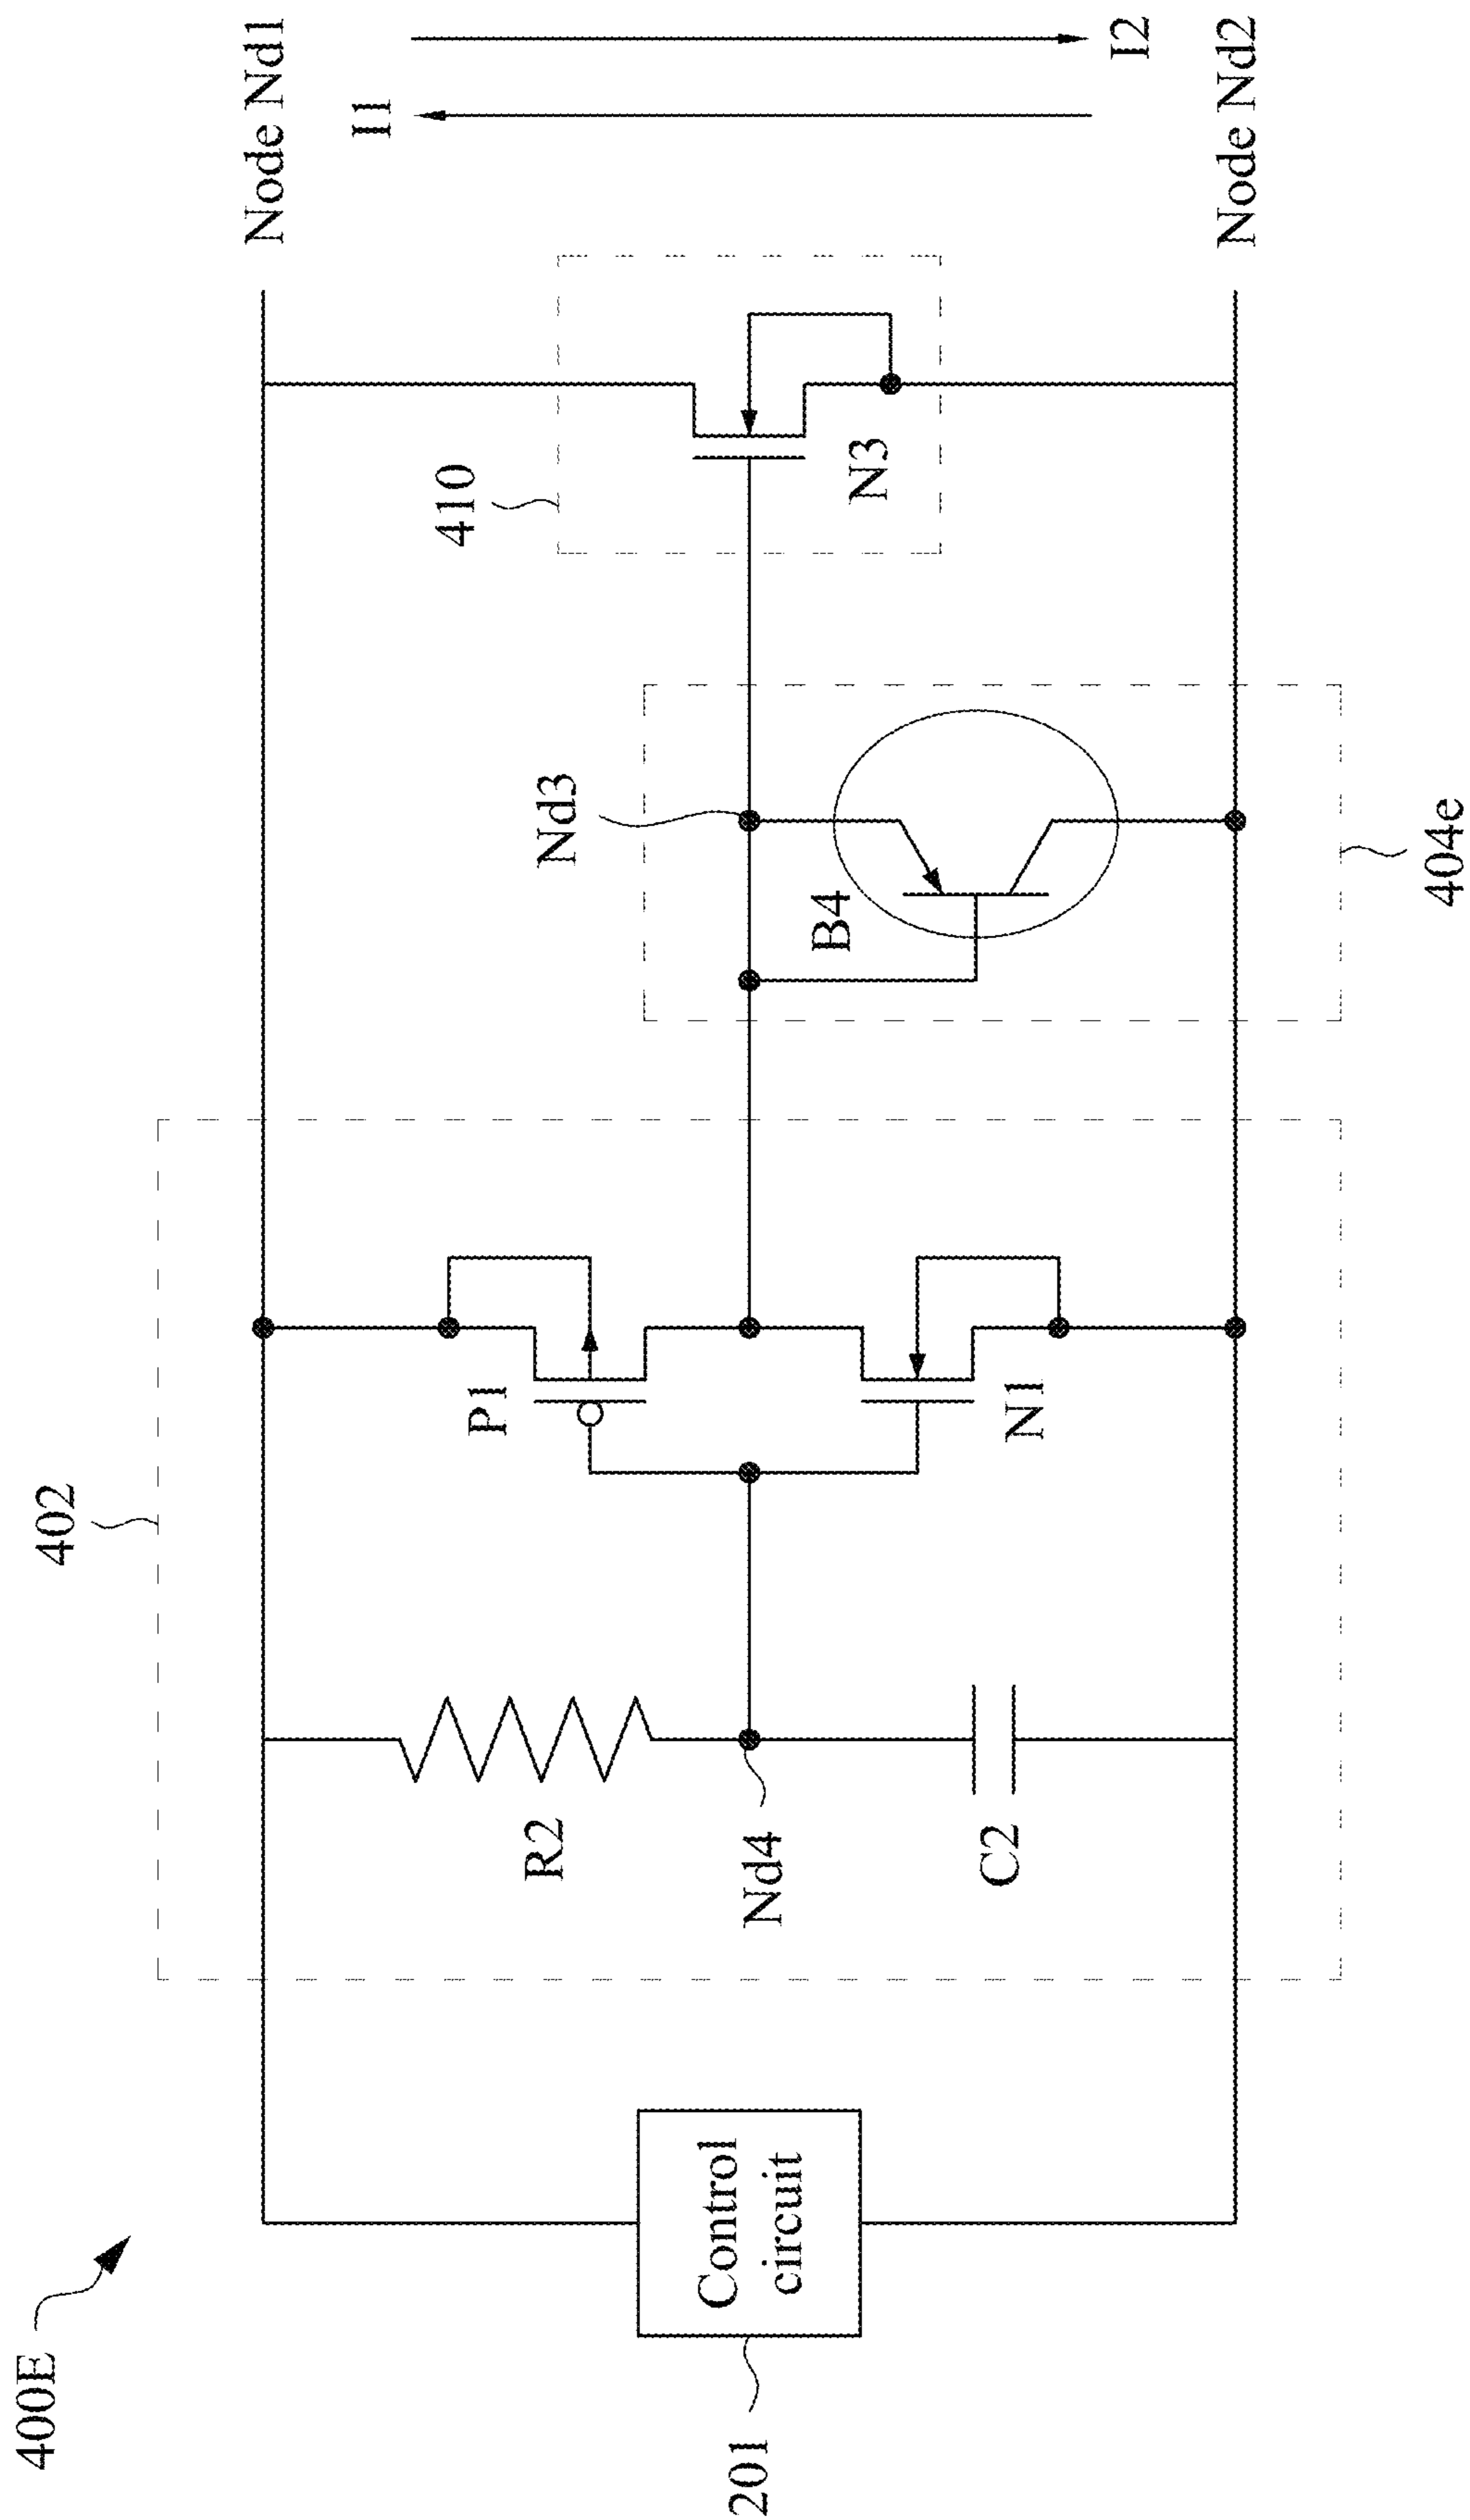 400E
402
410
Node Nd1
I1
I2
P1
R2
Nd3
B4
N3
201
Control
circuit
Nd4
N1
C2
404e
Node Nd2